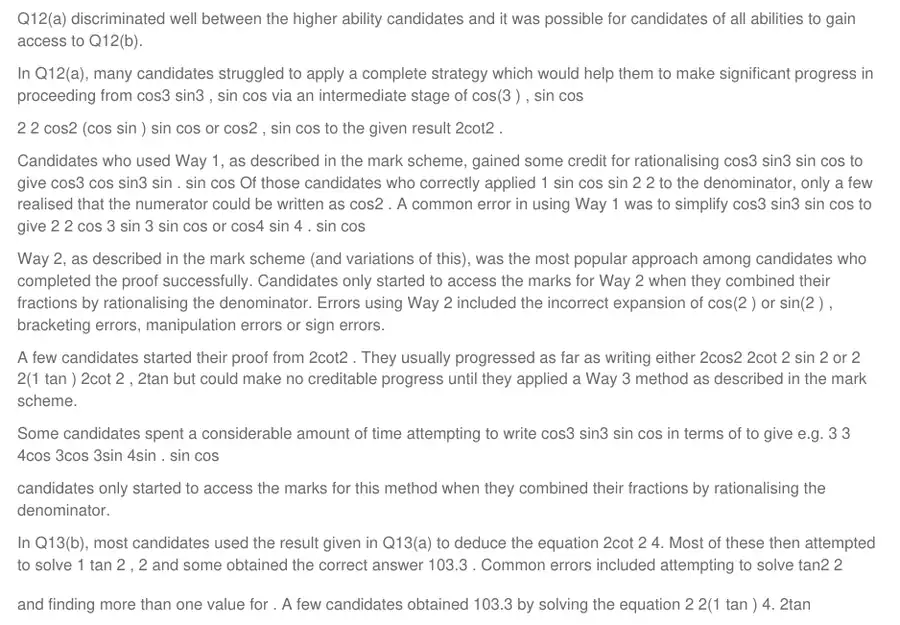 Q12(a) discriminated well between the higher ability candidates and it was possible for candidates of all abilities to gain
access to Q12(b).
In Q12(a), many candidates struggled to apply a complete strategy which would help them to make significant progress in
proceeding from cos3 sin3 , sin cos via an intermediate stage of cos(3 ) , sin cos
2 2 cos2 (cos sin ) sin cos or cos2 , sin cos to the given result 2cot2 .
Candidates who used Way 1, as described in the mark scheme, gained some credit for rationalising cos3 sin3 sin cos to
give cos3 cos sin3 sin . sin cos Of those candidates who correctly applied 1 sin cos sin 2 2 to the denominator, only a few
realised that the numerator could be written as cos2 . A common error in using Way 1 was to simplify cos3 sin3 sin cos to
give 2 2 cos 3 sin 3 sin cos or cos4 sin 4 . sin cos
Way 2, as described in the mark scheme (and variations of this), was the most popular approach among candidates who
completed the proof successfully. Candidates only started to access the marks for Way 2 when they combined their
fractions by rationalising the denominator. Errors using Way 2 included the incorrect expansion of cos(2 ) or sin(2 ) ,
bracketing errors, manipulation errors or sign errors.
A few candidates started their proof from 2cot2 . They usually progressed as far as writing either 2cos2 2cot 2 sin 2 or 2
2(1 tan ) 2cot 2 , 2tan but could make no creditable progress until they applied a Way 3 method as described in the mark
scheme.
Some candidates spent a considerable amount of time attempting to write cos3 sin3 sin cos in terms of to give e.g. 3 3
4cos 3cos 3sin 4sin . sin cos
candidates only started to access the marks for this method when they combined their fractions by rationalising the
denominator.
In Q13(b), most candidates used the result given in Q13(a) to deduce the equation 2cot 2 4. Most of these then attempted
to solve 1 tan 2 , 2 and some obtained the correct answer 103.3 . Common errors included attempting to solve tan2 2
and finding more than one value for . A few candidates obtained 103.3 by solving the equation 2 2(1 tan ) 4. 2tan